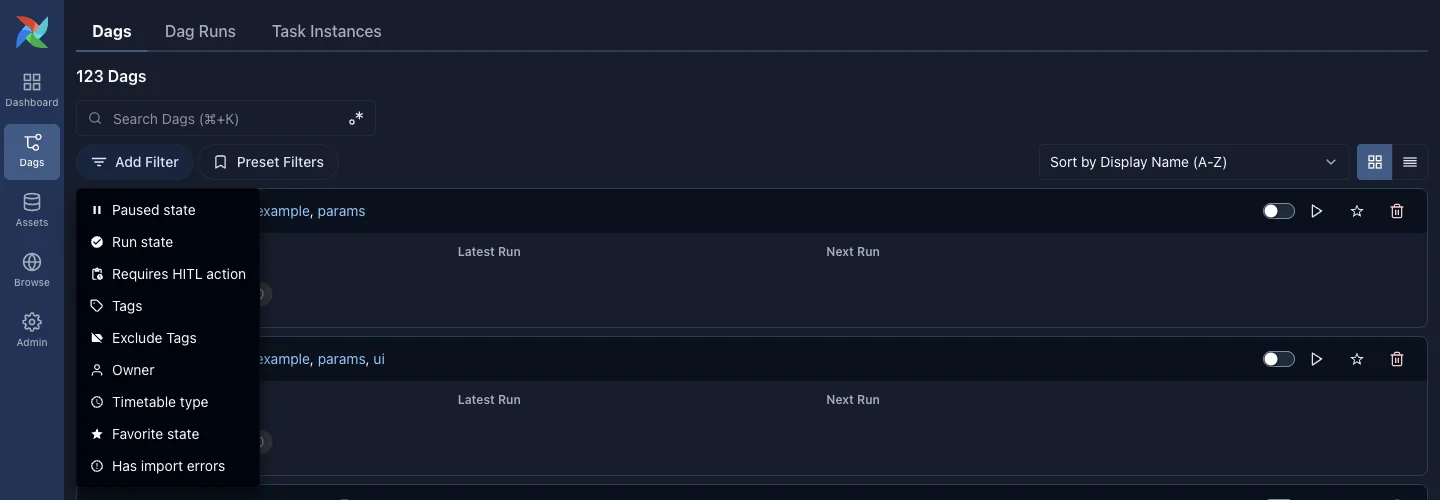 Dags Dag Runs Task Instances
123 Dags
Search Dags (⌘+K) .*
Add Filter Preset Filters Sort by Display Name (A-Z)
Dashboard
Dags
Assets
Browse
Admin
Paused state
Run state
Requires HITL action
Tags
Exclude Tags
Owner
Timetable type
Favorite state
Has import errors
example, params
Latest Run Next Run
example, params, ui
Latest Run Next Run